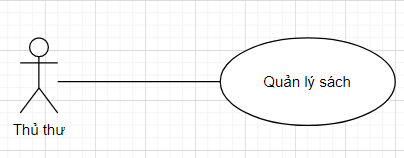 Quản lý sách
Thủ thư